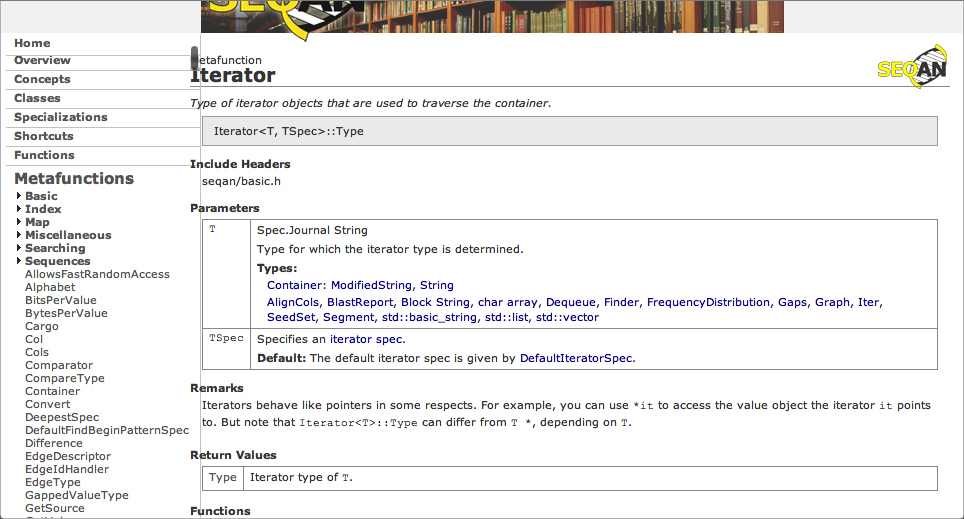 SEQAN
Home
Overview
Concepts
Classes
Specializations
Shortcuts
Functions
Metafunctions
Basic
Index
Map
Miscellaneous
Searching
Sequences
AllowsFastRandomAccess
Alphabet
BitsPerValue
BytesPerValue
Cargo
Col
Cols
Comparator
CompareType
Container
Convert
DeepestSpec
DefaultFindBeginPatternSpec
Difference
EdgeDescriptor
EdgeIdHandler
EdgeType
GappedValueType
GetSource
etafunction
Iterator
SEQAN
Type of iterator objects that are used to traverse the container.
Iterator<T, TSpec>::Type
Include Headers
seqan/basic.h
Parameters
T
Spec.Journal String
Type for which the iterator type is determined.
Types:
Container: ModifiedString, String
AlignCols, BlastReport, Block String, char array, Dequeue, Finder, FrequencyDistribution, Gaps, Graph, Iter,
SeedSet, Segment, std::basic_string, std::list, std::vector
TSpec
Specifies an iterator spec.
Default: The default iterator spec is given by DefaultIteratorSpec.
Remarks
Iterators behave like pointers in some respects. For example, you can use *it to access the value object the iterator it points
to. But note that Iterator<T>::Type can differ from T *, depending on T.
Return Values
Type Iterator type of T.
Functions